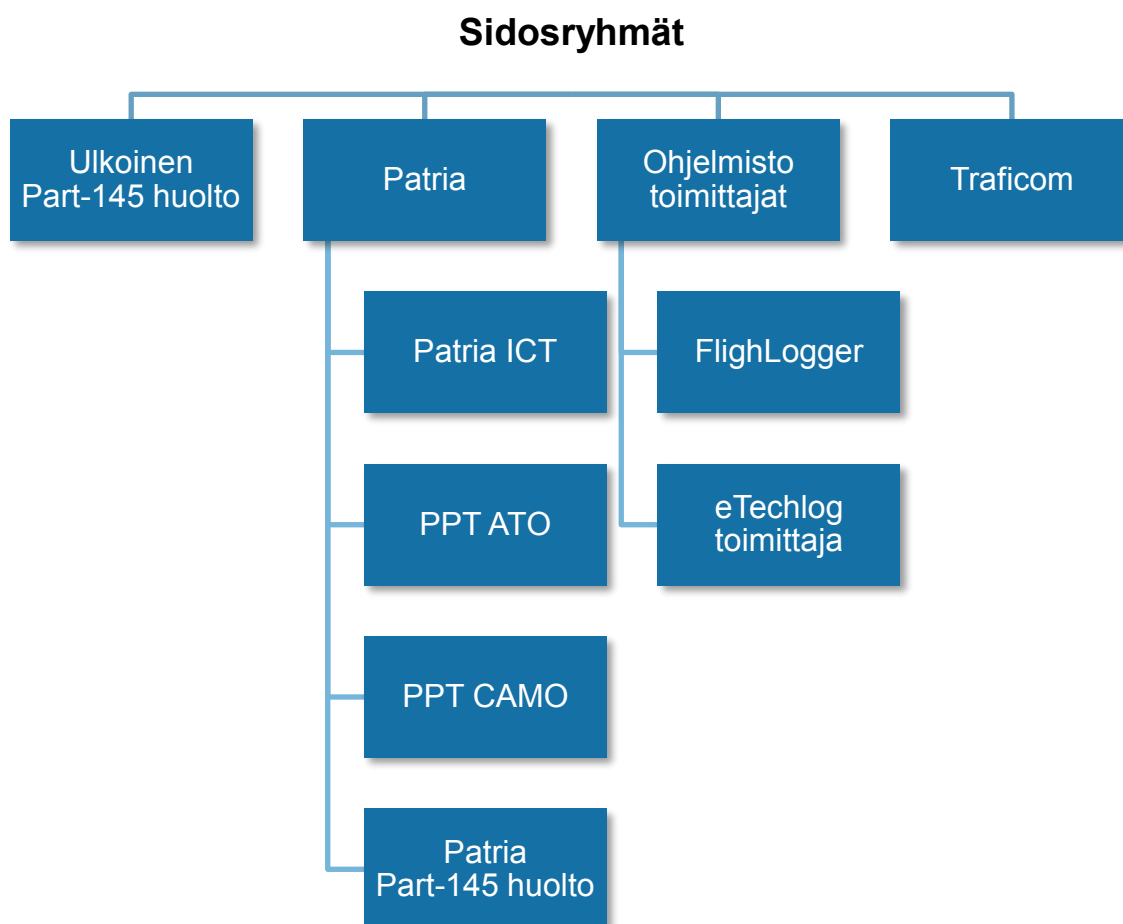 Sidosryhmät
Ulkoinen
Part-145 huolto
Patria
Ohjelmisto
toimittajat
Traficom
Patria ICT
FlighLogger
PPT ATO
eTechlog
toimittaja
PPT CAMO
Patria
Part-145 huolto